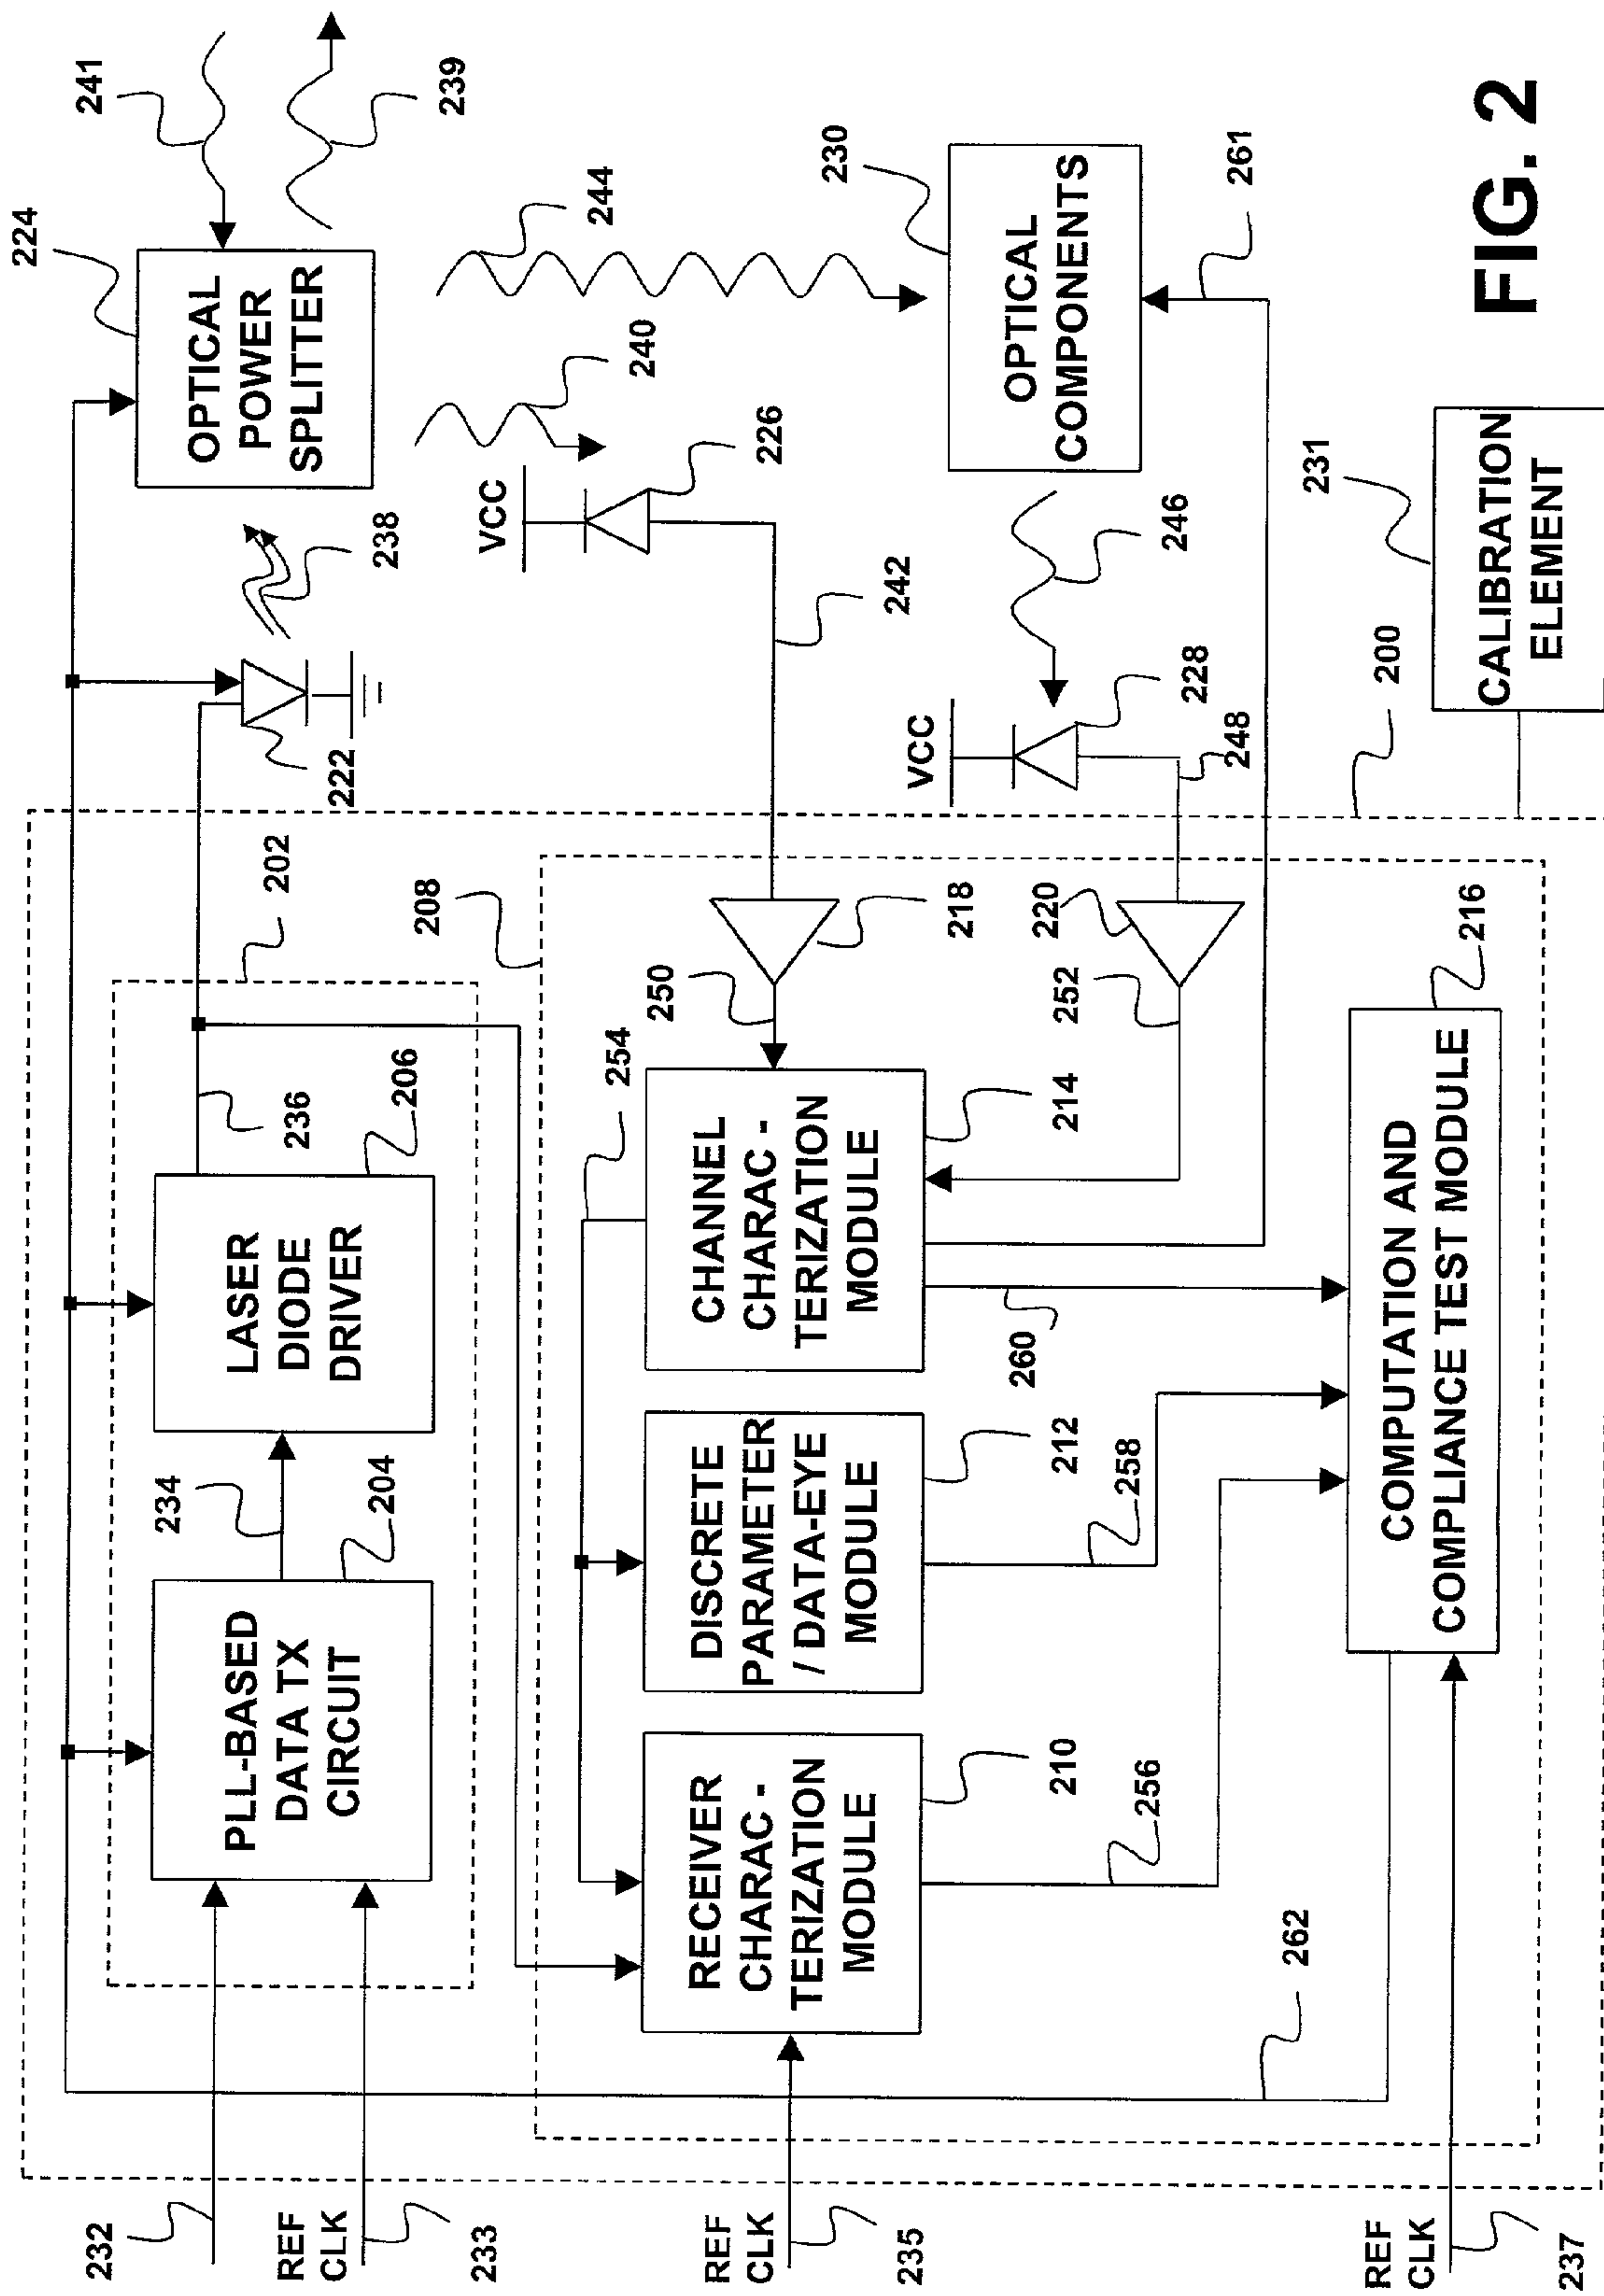 232
REF
CLK
233
PLL-BASED
DATA TX
CIRCUIT
234
204
LASER
DIODE
DRIVER
236
206
202
222
238
224
OPTICAL
POWER
SPLITTER
241
239
244
240
VCC
226
242
208
REF
CLK
235
RECEIVER
CHARAC -
TERIZATION
MODULE
210
DISCRETE
PARAMETER
/ DATA-EYE
MODULE
212
254
CHANNEL
CHARAC -
TERIZATION
MODULE
214
250
218
220
252
VCC
228
248
246
230
OPTICAL
COMPONENTS
261
256
258
260
262
REF
CLK
237
COMPUTATION AND
COMPLIANCE TEST MODULE
216
200
231
CALIBRATION
ELEMENT
FIG. 2